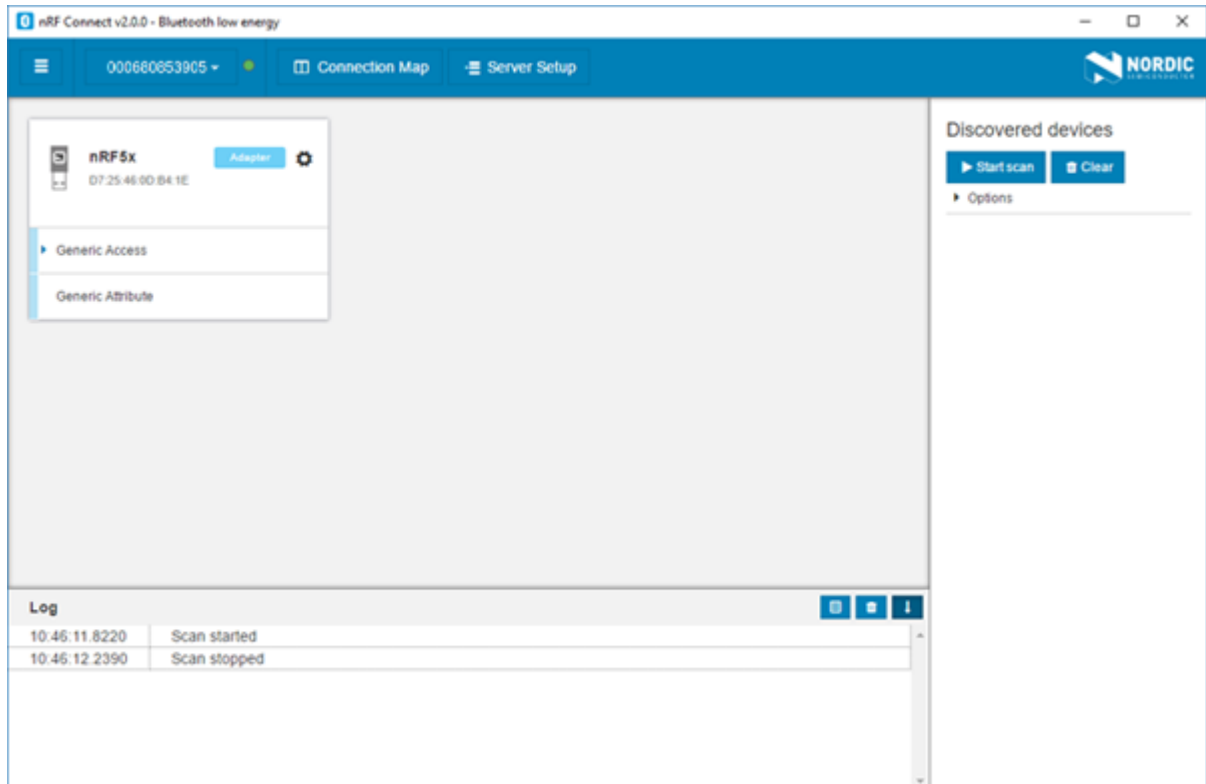 nRF Connect v2.0.0 - Bluetooth low energy
000680853905 Connection Map Server Setup NORDIC
SEMICONDUCTOR
nRF5x Adapter
D7:25:46:0D:B4:1E
Generic Access
Generic Attribute
Discovered devices
Start scan Clear
Options
Log
10:46:11.8220 Scan started
10:46:12.2390 Scan stopped